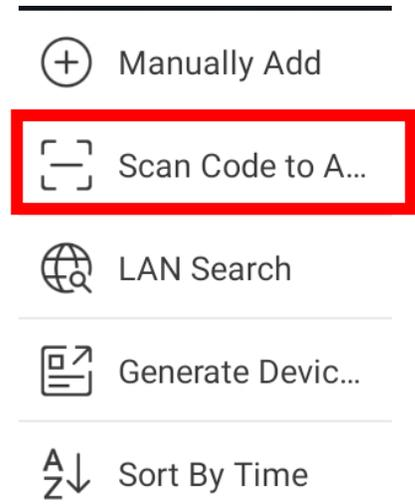 Manually Add
Scan Code to A...
LAN Search
Generate Devic...
Sort By Time